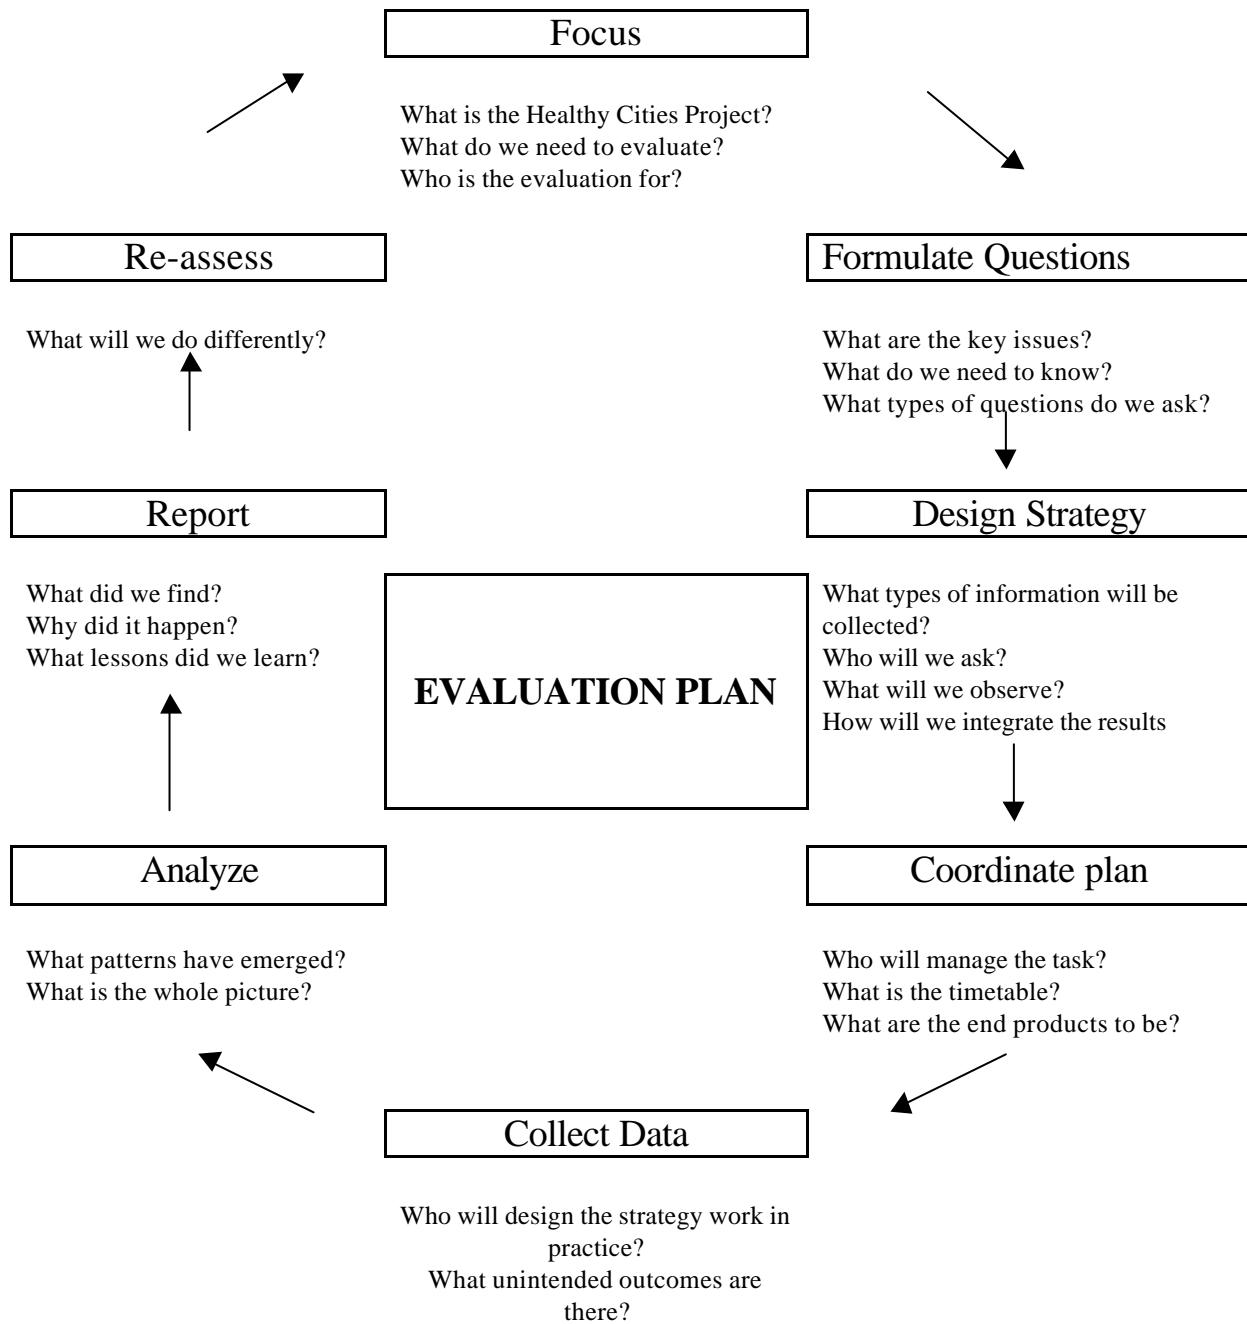 Focus
What is the Healthy Cities Project?
What do we need to evaluate?
Who is the evaluation for?
Formulate Questions
What are the key issues?
What do we need to know?
What types of questions do we ask?
Design Strategy
What types of information will be
collected?
Who will we ask?
What will we observe?
How will we integrate the results
Coordinate plan
Who will manage the task?
What is the timetable?
What are the end products to be?
Collect Data
Who will design the strategy work in
practice?
What unintended outcomes are
there?
Analyze
What patterns have emerged?
What is the whole picture?
Report
What did we find?
Why did it happen?
What lessons did we learn?
Re-assess
What will we do differently?
EVALUATION PLAN